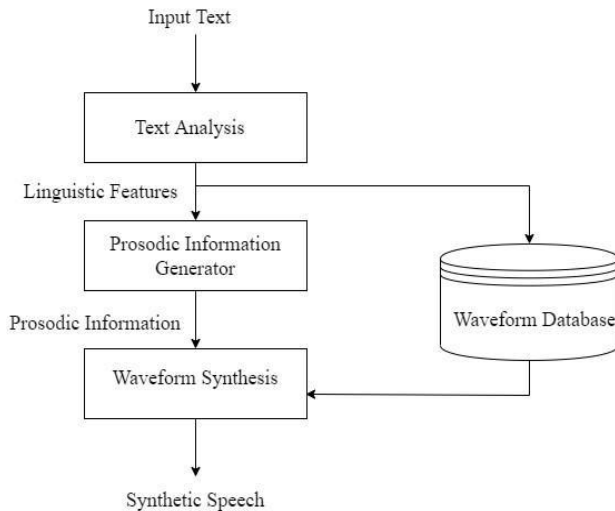 Input Text
Text Analysis
Linguistic Features
Prosodic Information
Generator
Prosodic Information
Waveform Database
Waveform Synthesis
Synthetic Speech